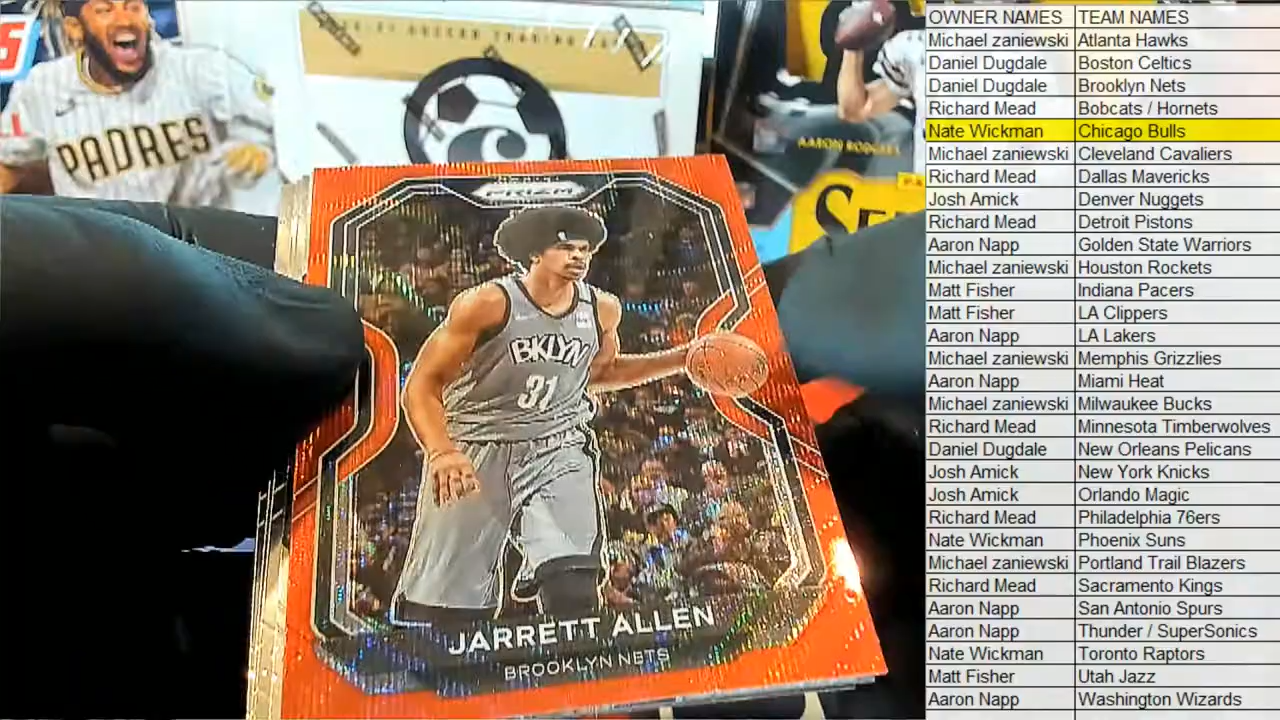 PADRES
AARON RODGERS
PRIZM
BKLYN
31
JARRETT ALLEN
BROOKLYN NETS
OWNER NAMES TEAM NAMES
Michael zaniewski Atlanta Hawks
Daniel Dugdale Boston Celtics
Daniel Dugdale Brooklyn Nets
Richard Mead Bobcats / Hornets
Nate Wickman Chicago Bulls
Michael zaniewski Cleveland Cavaliers
Richard Mead Dallas Mavericks
Josh Amick Denver Nuggets
Richard Mead Detroit Pistons
Aaron Napp Golden State Warriors
Michael zaniewski Houston Rockets
Matt Fisher Indiana Pacers
Matt Fisher LA Clippers
Aaron Napp LA Lakers
Michael zaniewski Memphis Grizzlies
Aaron Napp Miami Heat
Michael zaniewski Milwaukee Bucks
Richard Mead Minnesota Timberwolves
Daniel Dugdale New Orleans Pelicans
Josh Amick New York Knicks
Josh Amick Orlando Magic
Richard Mead Philadelphia 76ers
Nate Wickman Phoenix Suns
Michael zaniewski Portland Trail Blazers
Richard Mead Sacramento Kings
Aaron Napp San Antonio Spurs
Aaron Napp Thunder / SuperSonics
Nate Wickman Toronto Raptors
Matt Fisher Utah Jazz
Aaron Napp Washington Wizards